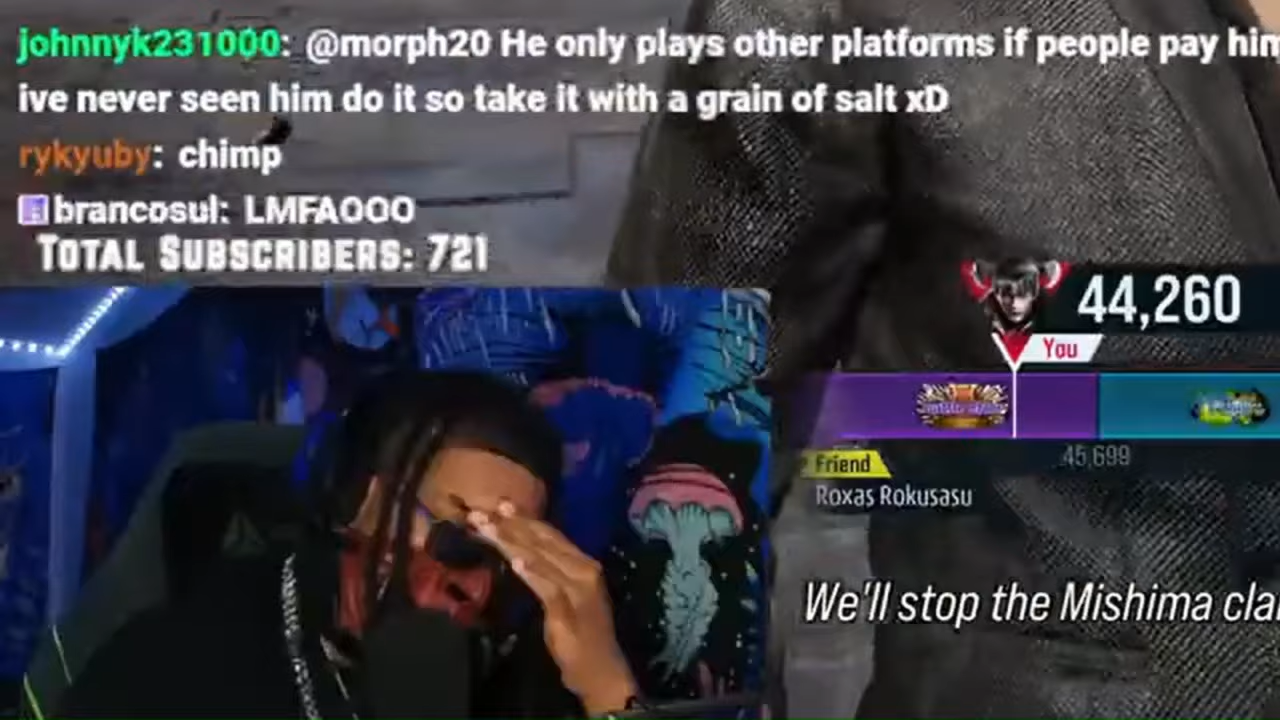 johnnyk231000: @morph20 He only plays other platforms if people pay him
ive never seen him do it so take it with a grain of salt xD
rykyuby: chimp
brancosul: LMFAOOO
TOTAL SUBSCRIBERS: 721
44,260
You
Friend
45,699
Roxas Rokusasu
We'll stop the Mishima cla